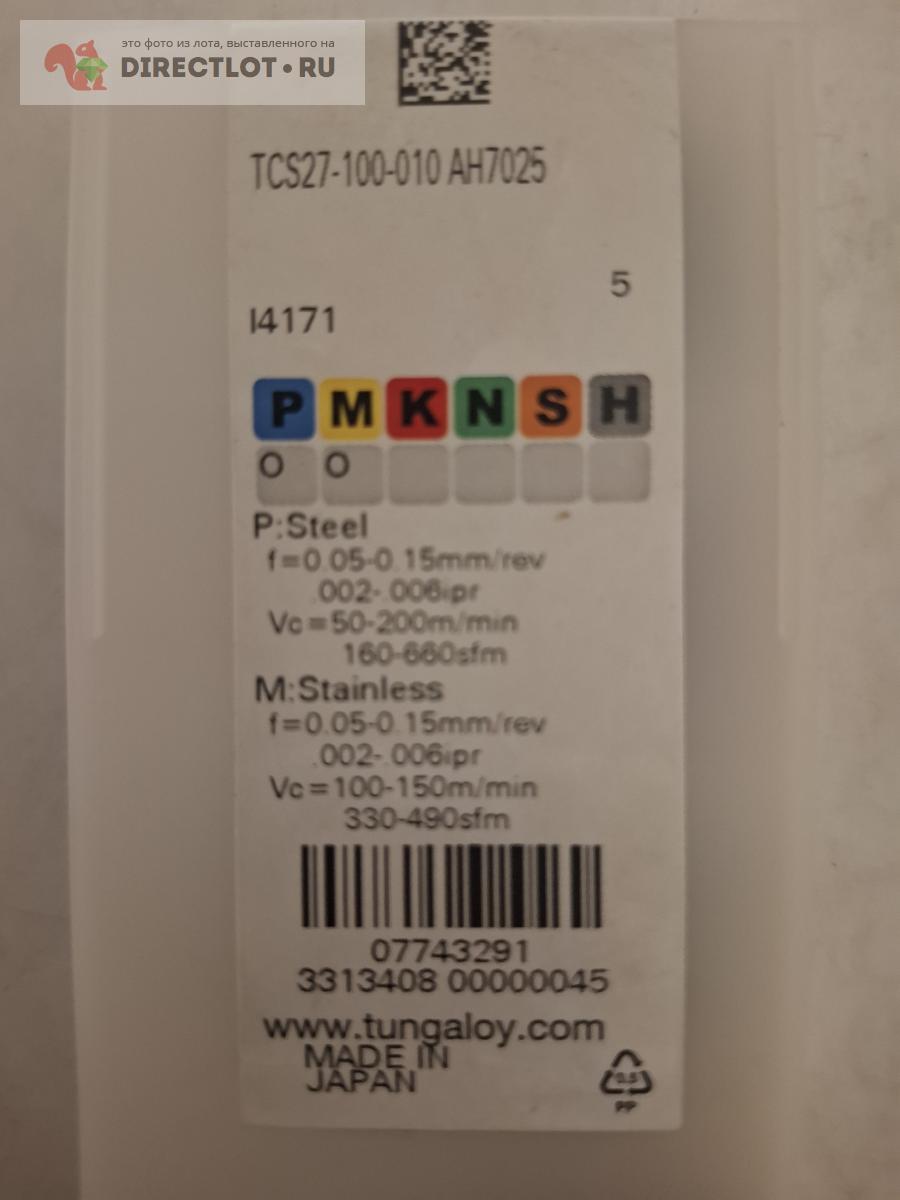 это фото из лота, выставленного на
DIRECTLOT•RU
TCS27-100-010 AH7025
5
I4171
P M K N S H
O O
P:Steel
f=0.05-0.15mm/rev
.002-.006ipr
Vc=50-200m/min
160-660sfm
M:Stainless
f=0.05-0.15mm/rev
.002-.006ipr
Vc=100-150m/min
330-490sfm
07743291
3313408 00000045
www.tungaloy.com
MADE IN
JAPAN
0.5
PP